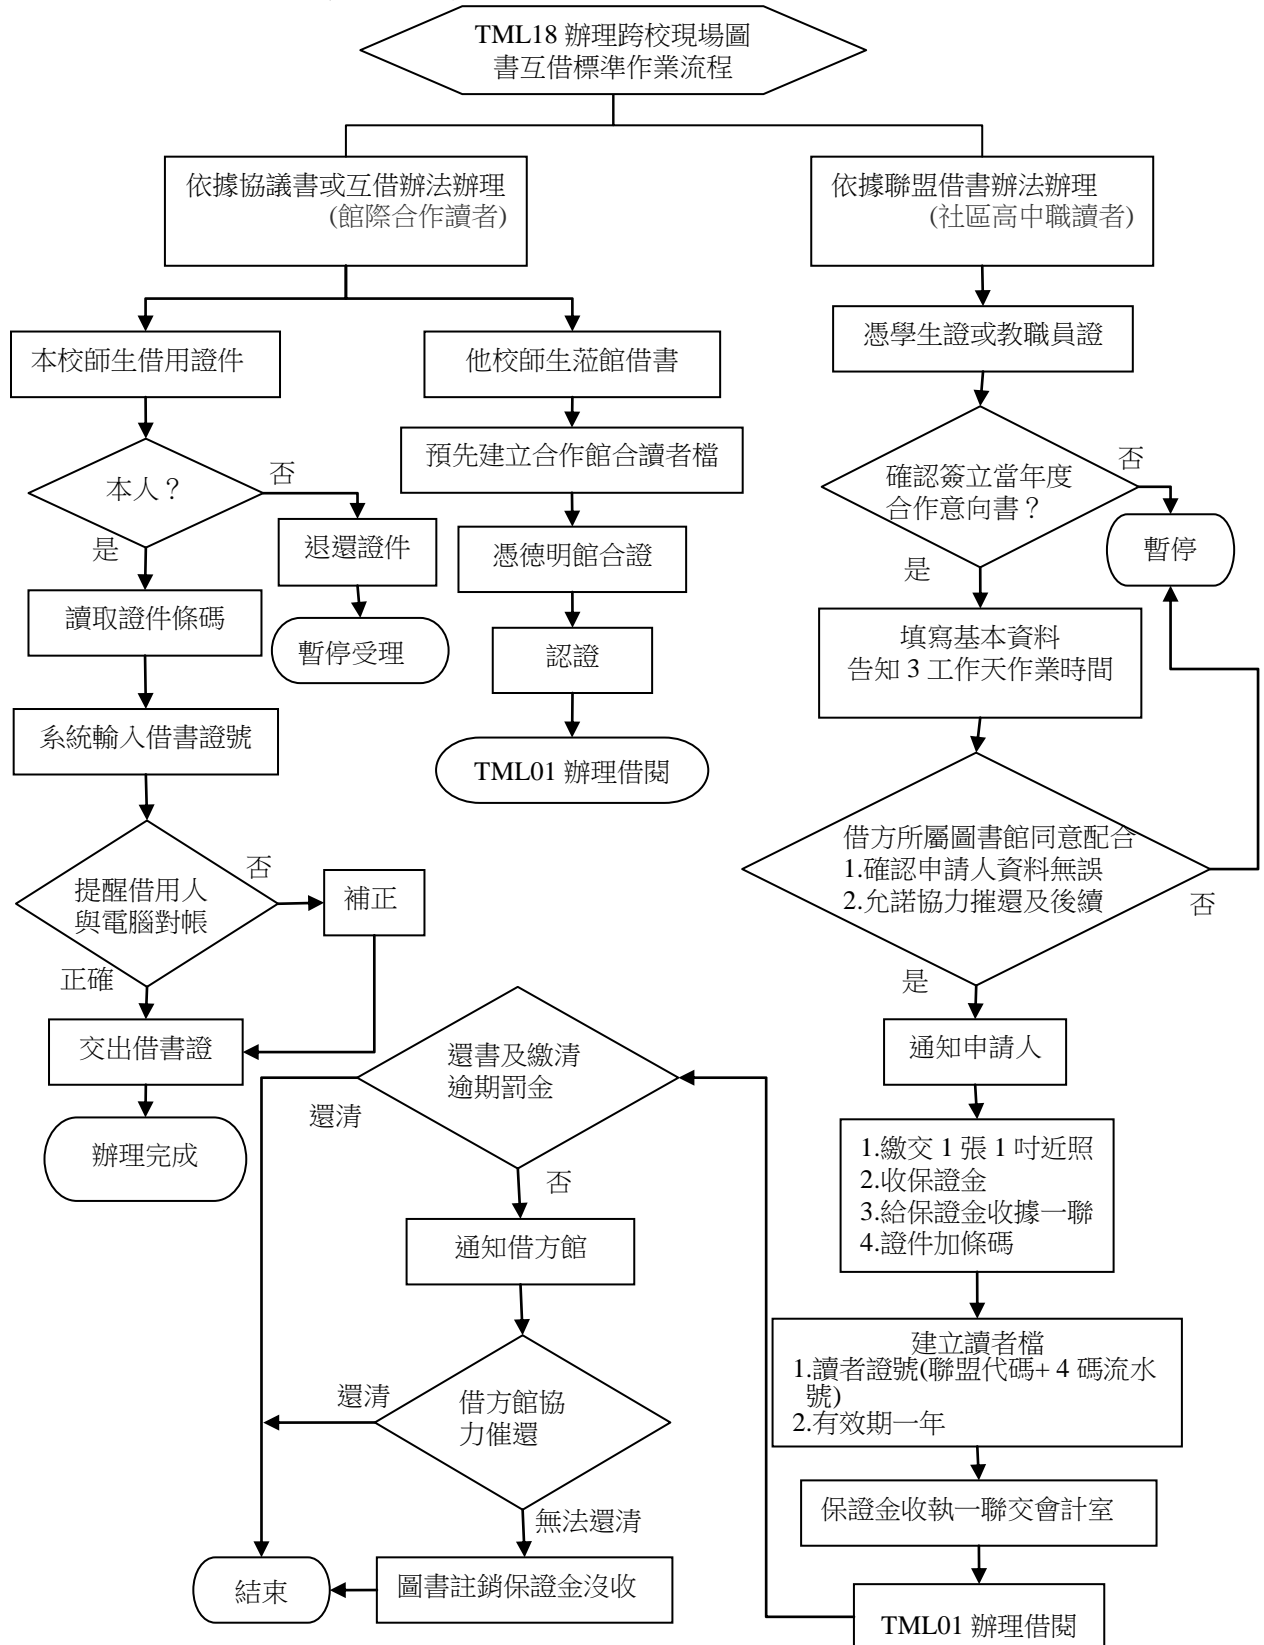 TML18 辦理跨校現場圖
書互借標準作業流程
依據協議書或互借辦法辦理
(館際合作讀者)
依據聯盟借書辦法辦理
(社區高中職讀者)
本校師生借用證件
他校師生蒞館借書
憑學生證或教職員證
本人？
否
是
退還證件
暫停受理
讀取證件條碼
系統輸入借書證號
提醒借用人
與電腦對帳
否
補正
正確
交出借書證
辦理完成
預先建立合作館合讀者檔
憑德明館合證
認證
TML01 辦理借閱
確認簽立當年度
合作意向書？
否
暫停
是
填寫基本資料
告知 3 工作天作業時間
借方所屬圖書館同意配合
1.確認申請人資料無誤
2.允諾協力摧還及後續
否
是
通知申請人
1.繳交 1 張 1 吋近照
2.收保證金
3.給保證金收據一聯
4.證件加條碼
建立讀者檔
1.讀者證號(聯盟代碼+ 4 碼流水
號)
2.有效期一年
保證金收執一聯交會計室
TML01 辦理借閱
還書及繳清
逾期罰金
還清
否
通知借方館
借方館協
力催還
還清
無法還清
圖書註銷保證金沒收
結束